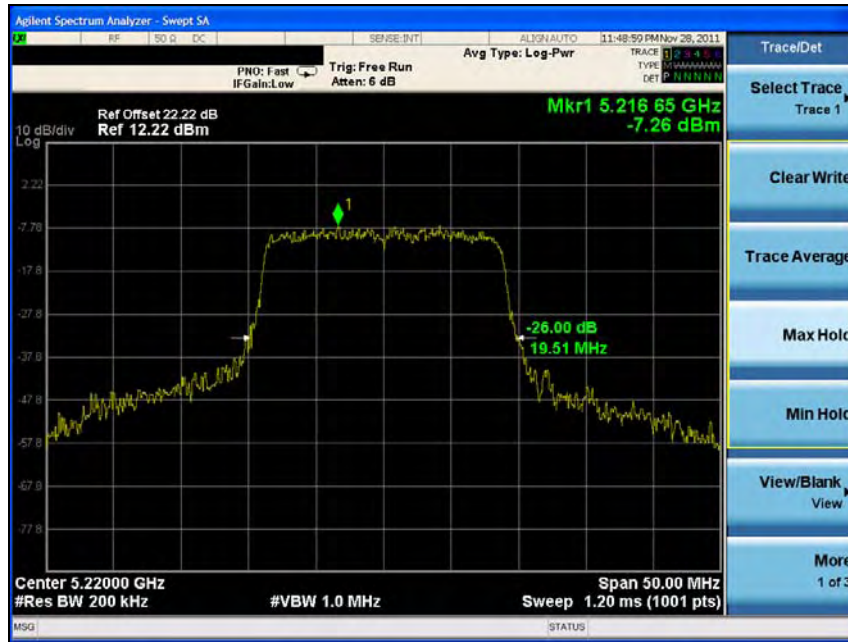 Agilent Spectrum Analyzer - Swept SA
RF 50 Ω DC SENSE:INT ALIGNAUTO 11:48:59 PM Nov 28, 2011
Avg Type: Log-Pwr TRACE 1 2 3 4 5 6
PNO: Fast Trig: Free Run TYPE M WWWWW
IFGain:Low Atten: 6 dB DET P N N N N N
Ref Offset 22.22 dB Mkr1 5.216 65 GHz
10 dB/div Ref 12.22 dBm -7.26 dBm
Log
2.22
1
-7.78
-17.8
-27.8
-26.00 dB
19.51 MHz
-37.8
-47.8
-57.8
-67.8
-77.8
Center 5.22000 GHz Span 50.00 MHz
#Res BW 200 kHz #VBW 1.0 MHz Sweep 1.20 ms (1001 pts)
MSG STATUS
Trace/Det
Select Trace
Trace 1
Clear Write
Trace Average
Max Hold
Min Hold
View/Blank
View
More
1 of 3